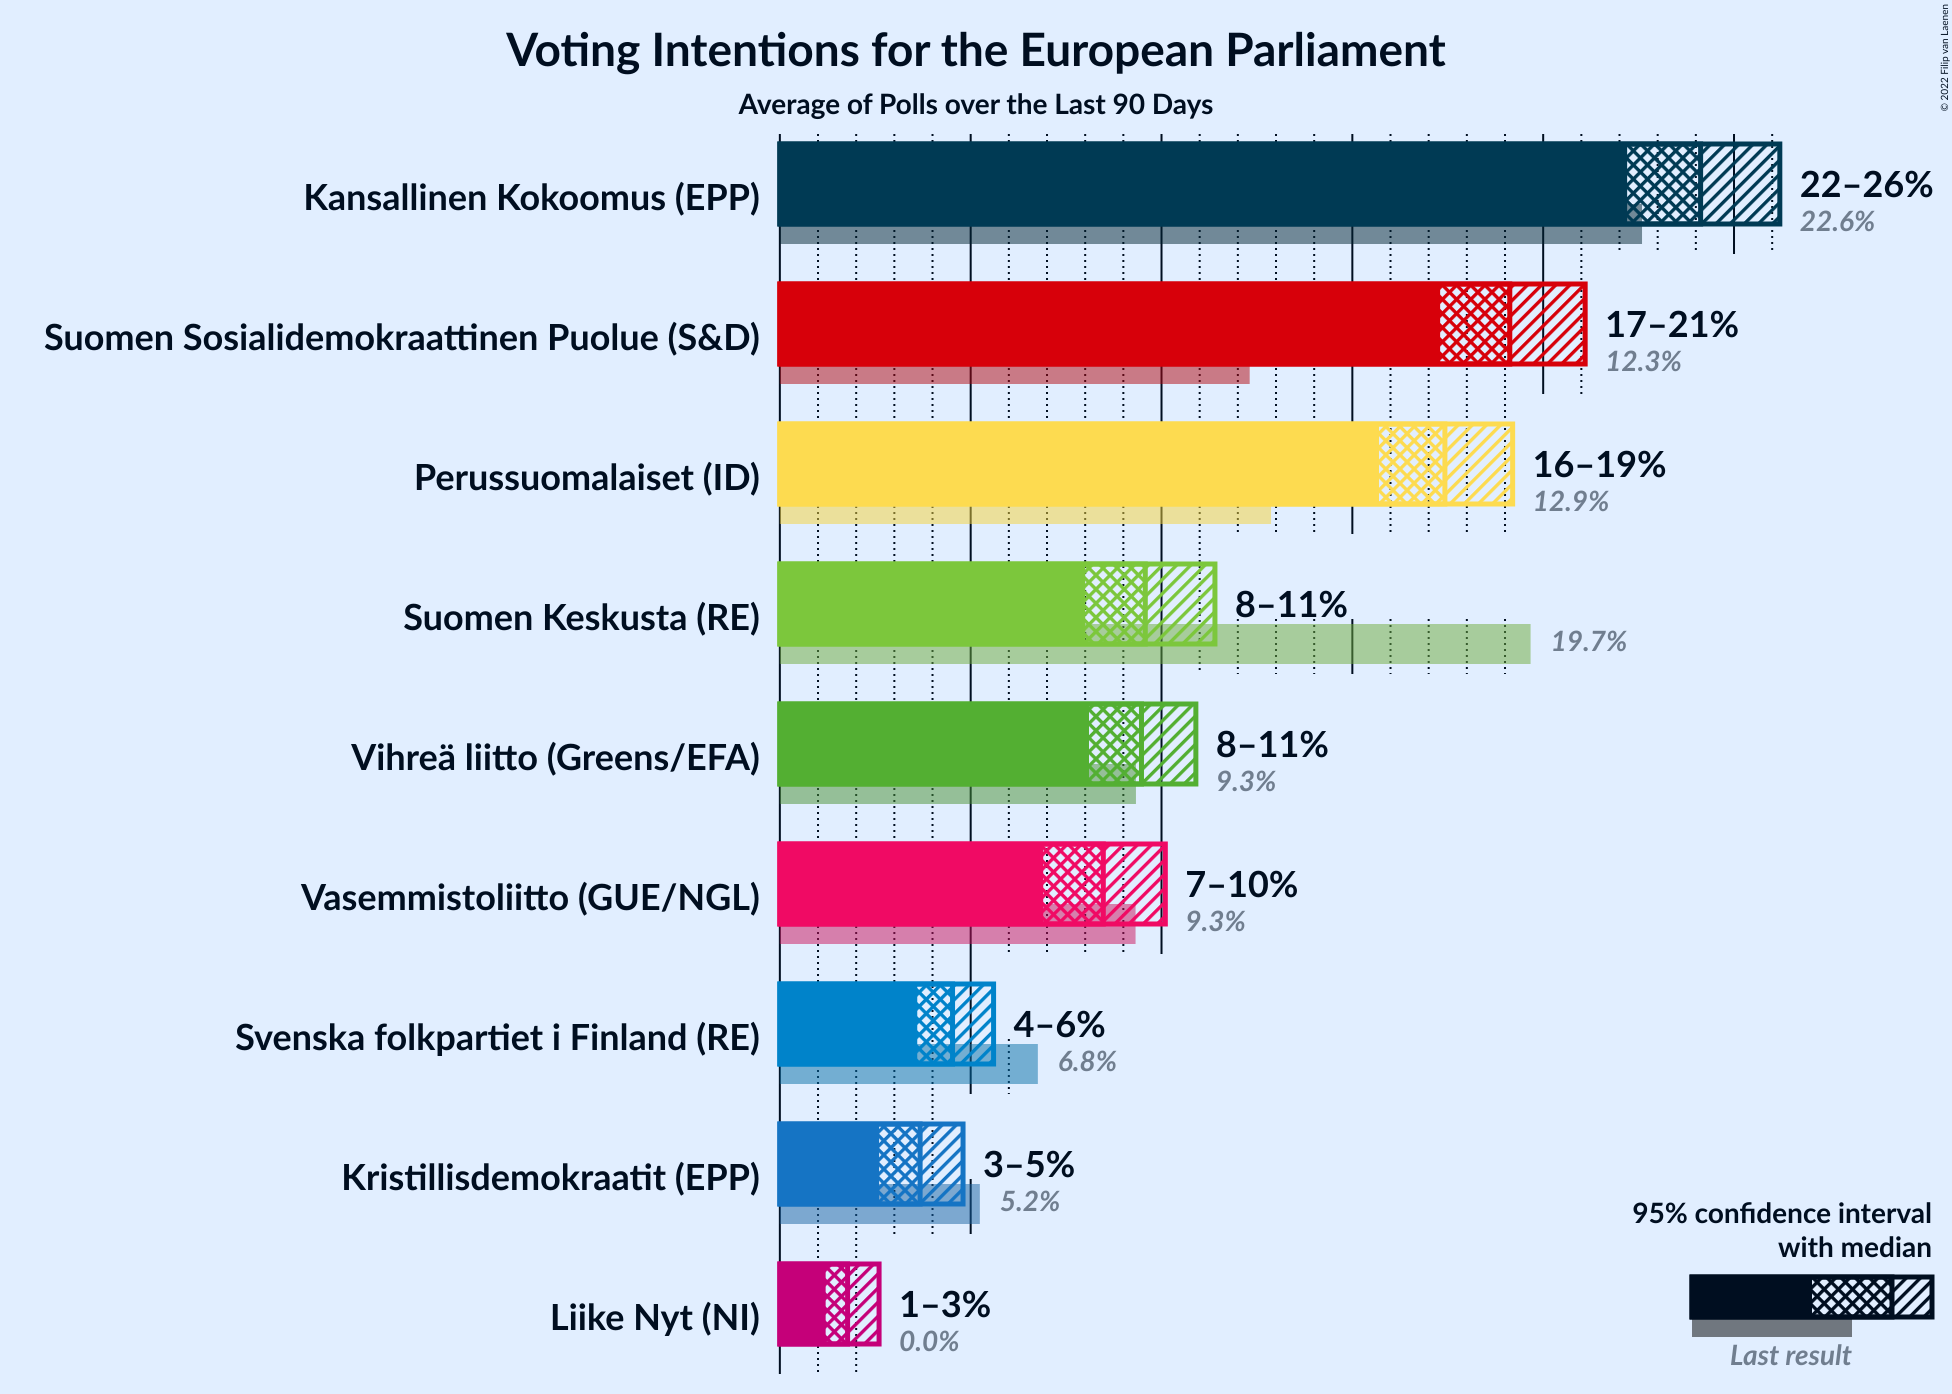 Voting Intentions for the European Parliament
Average of Polls over the Last 90 Days
© 2022 Filip van Laenen
Kansallinen Kokoomus (EPP)
22–26%
22.6%
Suomen Sosialidemokraattinen Puolue (S&D)
17–21%
12.3%
Perussuomalaiset (ID)
16–19%
12.9%
Suomen Keskusta (RE)
8–11%
19.7%
Vihreä liitto (Greens/EFA)
8–11%
9.3%
Vasemmistoliitto (GUE/NGL)
7–10%
9.3%
Svenska folkpartiet i Finland (RE)
4–6%
6.8%
Kristillisdemokraatit (EPP)
3–5%
5.2%
Liike Nyt (NI)
1–3%
0.0%
95% confidence interval
with median
Last result